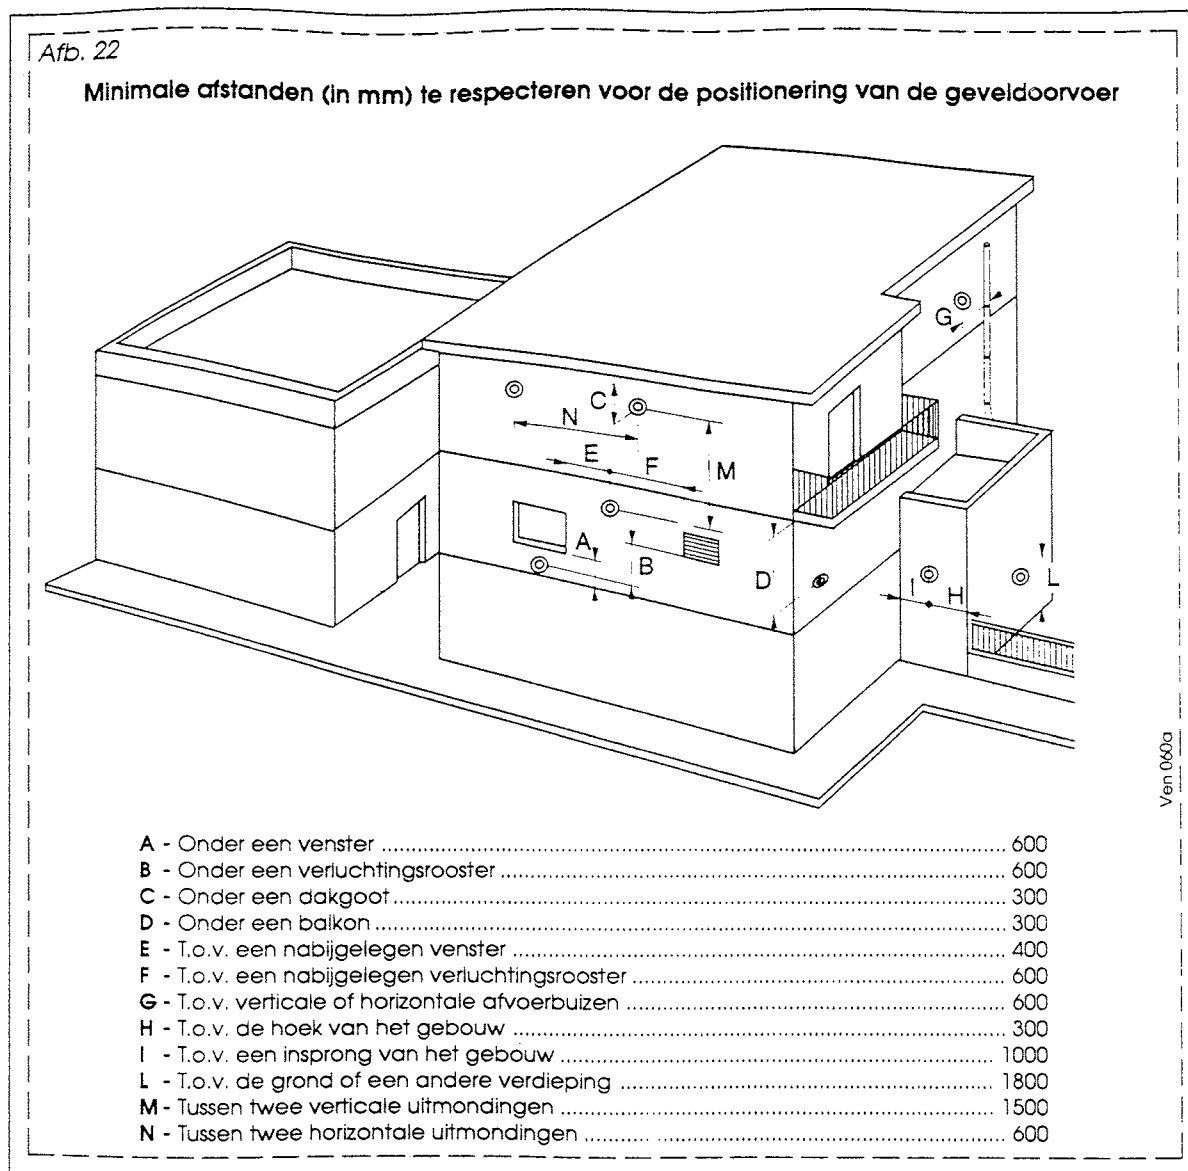 Afb. 22
Minimale afstanden (in mm) te respecteren voor de positionering van de geveldoorvoer
G
C
N
E
F
M
A
B
D
I
H
L
Ven 060a
A - Onder een venster ... 600
B - Onder een verluchtingsrooster ... 600
C - Onder een dakgoot ... 300
D - Onder een balkon ... 300
E - T.o.v. een nabijgelegen venster ... 400
F - T.o.v. een nabijgelegen verluchtingsrooster ... 600
G - T.o.v. verticale of horizontale afvoerbuizen ... 600
H - T.o.v. de hoek van het gebouw ... 300
I - T.o.v. een insprong van het gebouw ... 1000
L - T.o.v. de grond of een andere verdieping ... 1800
M - Tussen twee verticale uitmondingen ... 1500
N - Tussen twee horizontale uitmondingen ... 600